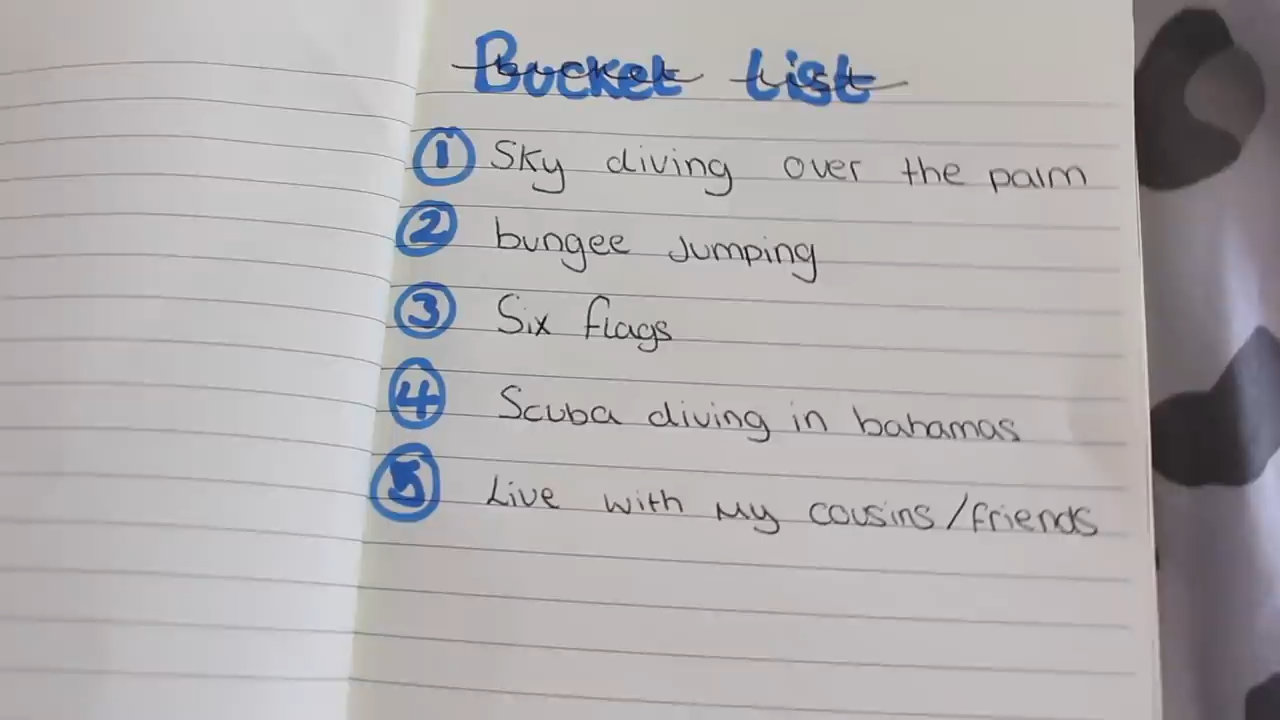 Bucket List
1 Sky diving over the palm
2 bungee Jumping
3 Six flags
4 Scuba diving in bahamas
5 Live with My cousins/friends